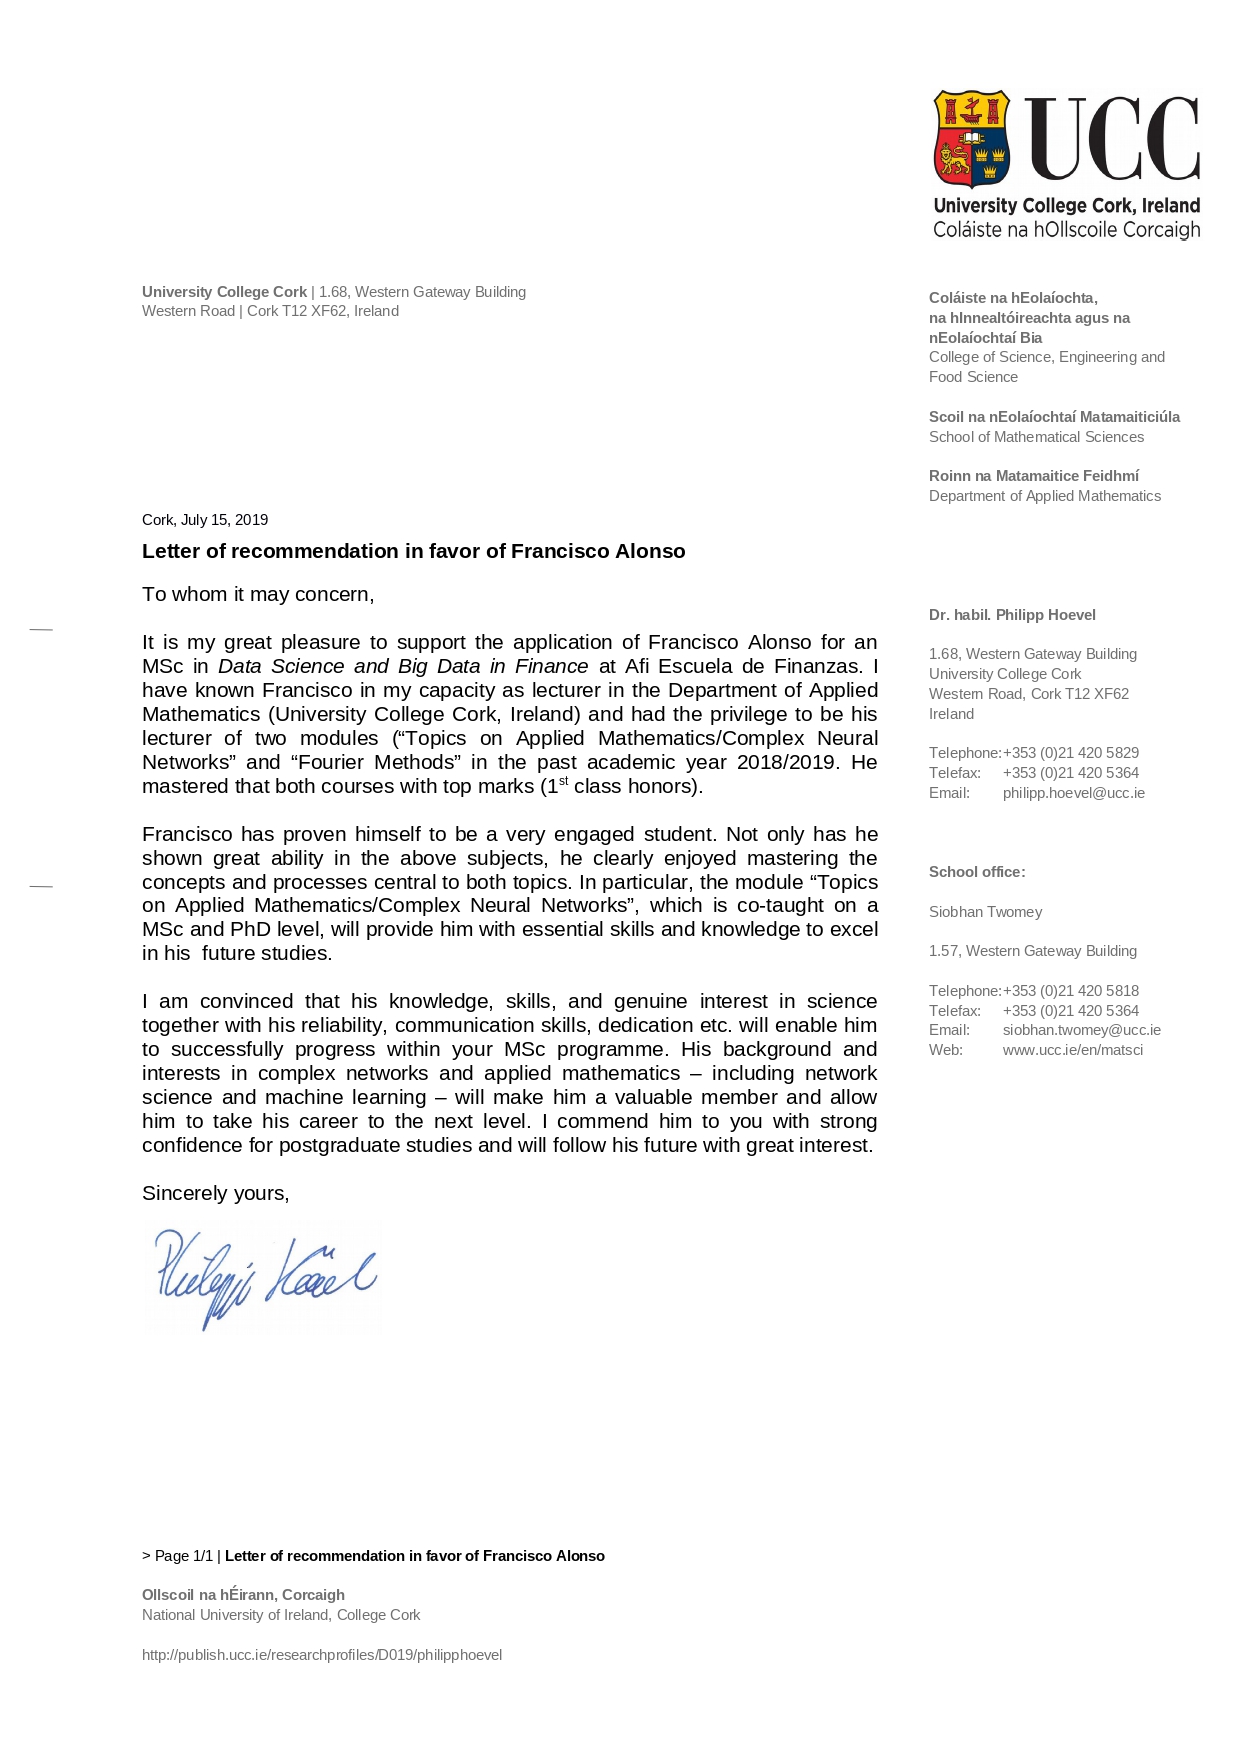 UCC
University College Cork, Ireland
Coláiste na hOllscoile Corcaigh
University College Cork | 1.68, Western Gateway Building
Western Road | Cork T12 XF62, Ireland
Coláiste na hEolaíochta,
na hInnealtóireachta agus na
nEolaíochtaí Bia
College of Science, Engineering and
Food Science
Scoil na nEolaíochtaí Matamaiticiúla
School of Mathematical Sciences
Roinn na Matamaitice Feidhmí
Department of Applied Mathematics
Cork, July 15, 2019
Letter of recommendation in favor of Francisco Alonso
To whom it may concern,
It is my great pleasure to support the application of Francisco Alonso for an
MSc in Data Science and Big Data in Finance at Afi Escuela de Finanzas. I
have known Francisco in my capacity as lecturer in the Department of Applied
Mathematics (University College Cork, Ireland) and had the privilege to be his
lecturer of two modules (“Topics on Applied Mathematics/Complex Neural
Networks” and “Fourier Methods” in the past academic year 2018/2019. He
mastered that both courses with top marks (1st class honors).
Francisco has proven himself to be a very engaged student. Not only has he
shown great ability in the above subjects, he clearly enjoyed mastering the
concepts and processes central to both topics. In particular, the module “Topics
on Applied Mathematics/Complex Neural Networks”, which is co-taught on a
MSc and PhD level, will provide him with essential skills and knowledge to excel
in his future studies.
I am convinced that his knowledge, skills, and genuine interest in science
together with his reliability, communication skills, dedication etc. will enable him
to successfully progress within your MSc programme. His background and
interests in complex networks and applied mathematics – including network
science and machine learning – will make him a valuable member and allow
him to take his career to the next level. I commend him to you with strong
confidence for postgraduate studies and will follow his future with great interest.
Sincerely yours,
Philipp Hövel
Dr. habil. Philipp Hoevel
1.68, Western Gateway Building
University College Cork
Western Road, Cork T12 XF62
Ireland
Telephone: +353 (0)21 420 5829
Telefax: +353 (0)21 420 5364
Email: philipp.hoevel@ucc.ie
School office:
Siobhan Twomey
1.57, Western Gateway Building
Telephone: +353 (0)21 420 5818
Telefax: +353 (0)21 420 5364
Email: siobhan.twomey@ucc.ie
Web: www.ucc.ie/en/matsci
> Page 1/1 | Letter of recommendation in favor of Francisco Alonso
Ollscoil na hÉirann, Corcaigh
National University of Ireland, College Cork
http://publish.ucc.ie/researchprofiles/D019/philipphoevel